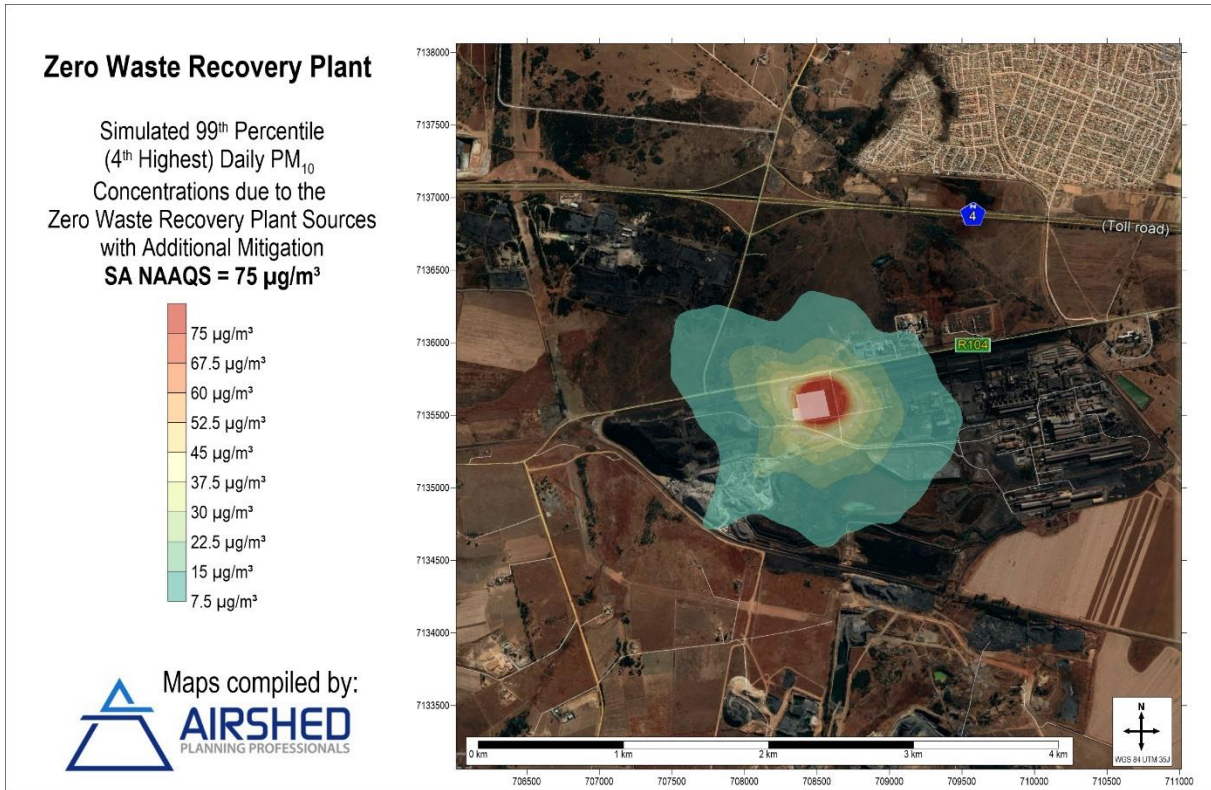 Zero Waste Recovery Plant
Simulated 99th Percentile
(4th Highest) Daily PM10
Concentrations due to the
Zero Waste Recovery Plant Sources
with Additional Mitigation
SA NAAQS = 75 µg/m³
75 µg/m³
67.5 µg/m³
60 µg/m³
52.5 µg/m³
45 µg/m³
37.5 µg/m³
30 µg/m³
22.5 µg/m³
15 µg/m³
7.5 µg/m³
Maps compiled by:
AIRSHED
PLANNING PROFESSIONALS
7138000
7137500
7137000
7136500
7136000
7135500
7135000
7134500
7134000
7133500
N
4
(Toll road)
R104
0 km
1 km
2 km
3 km
4 km
N
WGS 84 UTM 35J
706500
707000
707500
708000
708500
709000
709500
710000
710500
711000